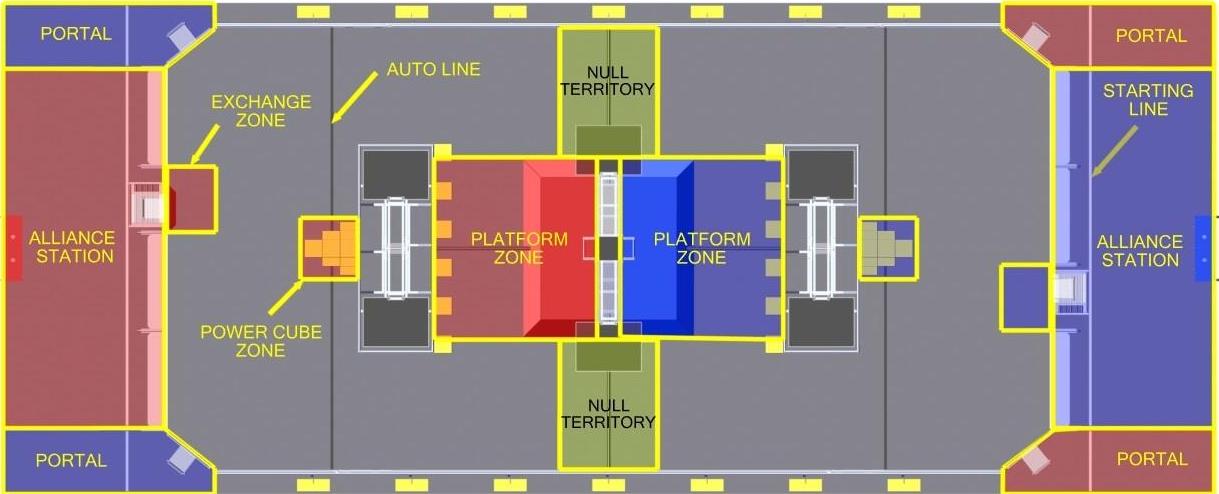 PORTAL
PORTAL
AUTO LINE
NULL
TERRITORY
EXCHANGE
ZONE
STARTING
LINE
ALLIANCE
STATION
PLATFORM
ZONE
PLATFORM
ZONE
ALLIANCE
STATION
POWER CUBE
ZONE
NULL
TERRITORY
PORTAL
PORTAL